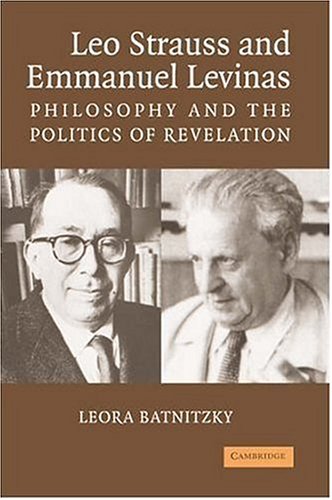 Leo Strauss and
Emmanuel Levinas
PHILOSOPHY AND THE
POLITICS OF REVELATION
LEORA BATNITZKY
CAMBRIDGE